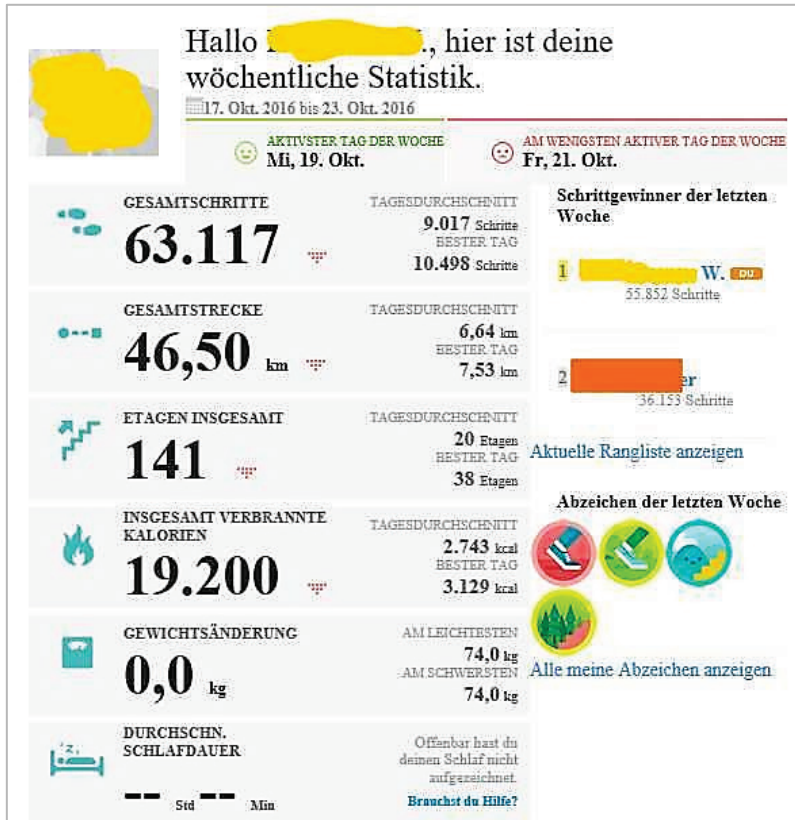 Hallo ., hier ist deine
wöchentliche Statistik.
17. Okt. 2016 bis 23. Okt. 2016
AKTIVSTER TAG DER WOCHE
Mi, 19. Okt.
AM WENIGSTEN AKTIVER TAG DER WOCHE
Fr, 21. Okt.
GESAMTSCHRITTE
63.117
TAGESDURCHSCHNITT
9.017 Schritte
BESTER TAG
10.498 Schritte
GESAMTSTRECKE
46,50 km
TAGESDURCHSCHNITT
6,64 km
BESTER TAG
7,53 km
ETAGEN INSGESAMT
141
TAGESDURCHSCHNITT
20 Etagen
BESTER TAG
38 Etagen
INSGESAMT VERBRANNTE
KALORIEN
19.200
TAGESDURCHSCHNITT
2.743 kcal
BESTER TAG
3.129 kcal
GEWICHTSÄNDERUNG
0,0 kg
AM LEICHTESTEN
74,0 kg
AM SCHWERSTEN
74,0 kg
DURCHSCHN.
SCHLAFDAUER
-- Std -- Min
Offenbar hast du
deinen Schlaf nicht
aufgezeichnet.
Brauchst du Hilfe?
Schrittgewinner der letzten
Woche
1 W. DU
55.852 Schritte
2 er
36.153 Schritte
Aktuelle Rangliste anzeigen
Abzeichen der letzten Woche
Alle meine Abzeichen anzeigen